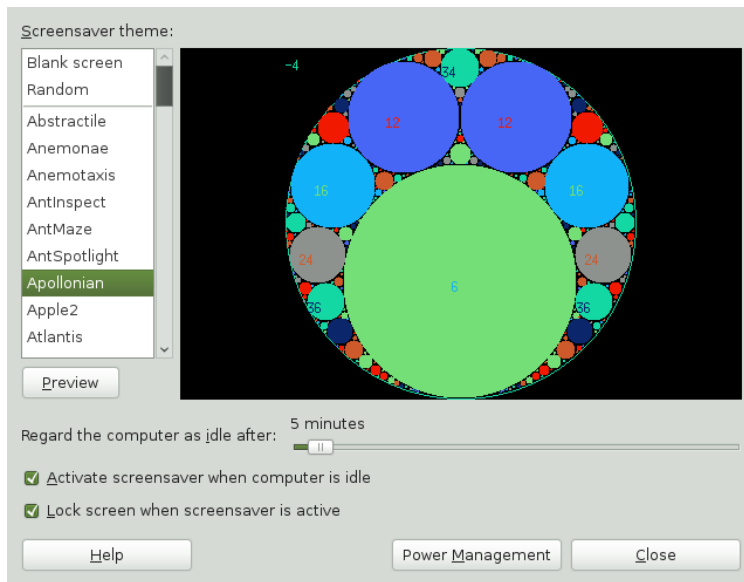 Screensaver theme:
Blank screen
Random
Abstractile
Anemonae
Anemotaxis
AntInspect
AntMaze
AntSpotlight
Apollonian
Apple2
Atlantis
Preview
-4
34
12 12
16 16
24 24
6
36 36
5 minutes
Regard the computer as idle after:
Activate screensaver when computer is idle
Lock screen when screensaver is active
Help
Power Management
Close